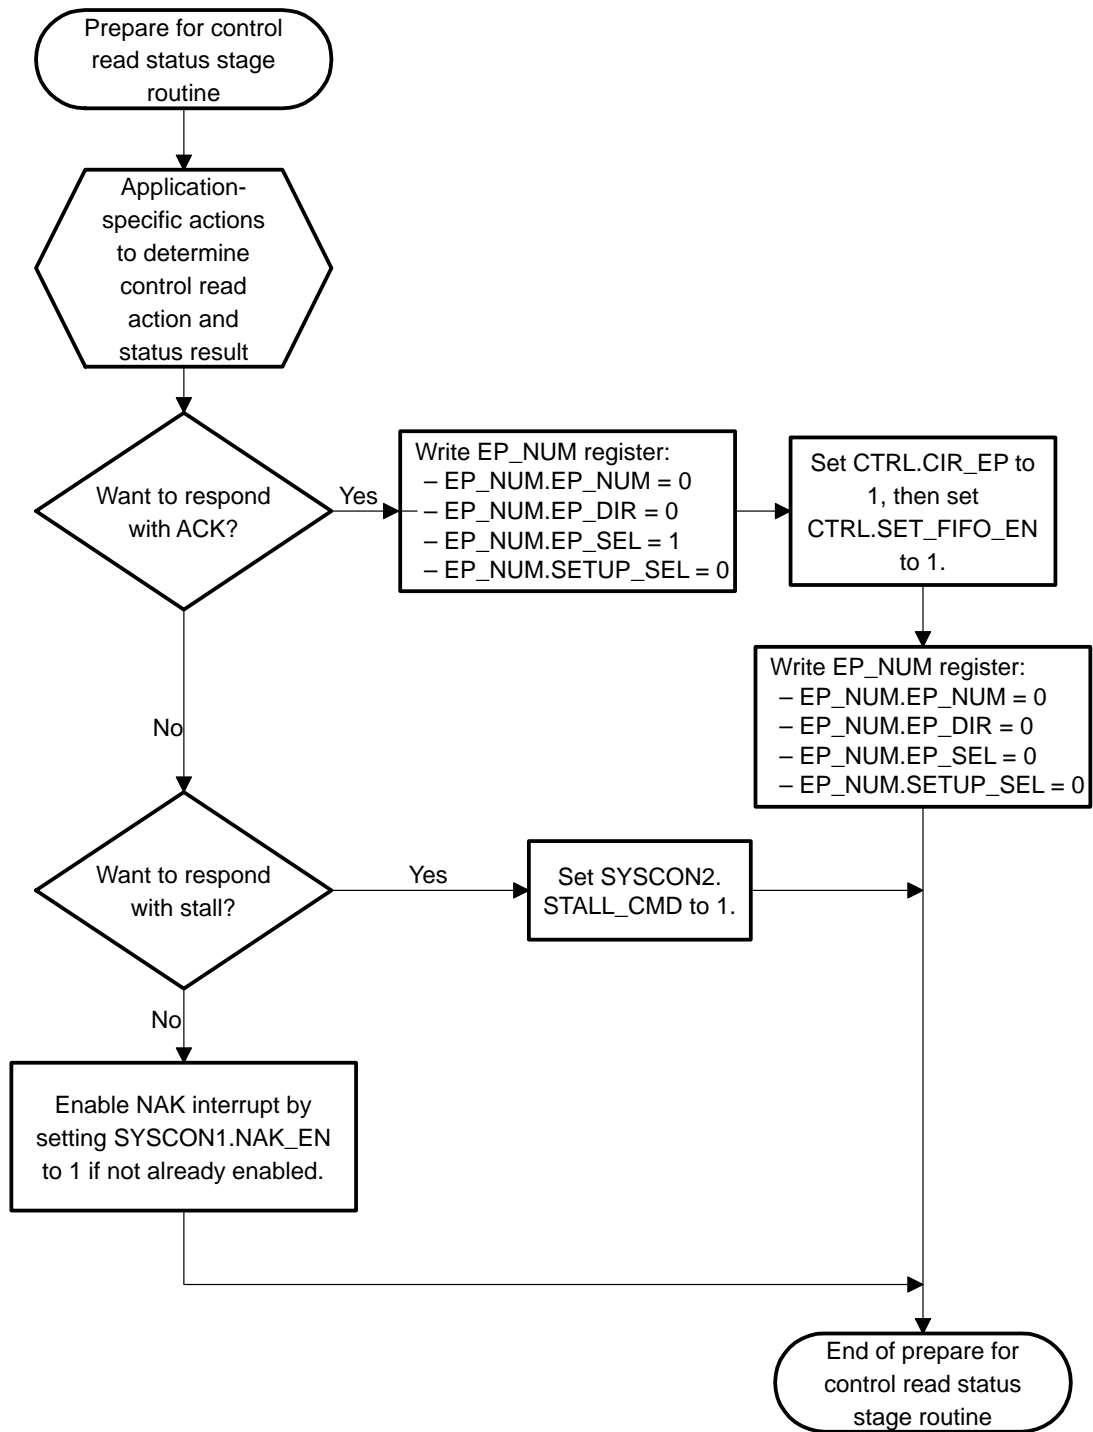 Prepare for control
read status stage
routine
Application-
specific actions
to determine
control read
action and
status result
Want to respond
with ACK?
Yes
Write EP_NUM register:
– EP_NUM.EP_NUM = 0
– EP_NUM.EP_DIR = 0
– EP_NUM.EP_SEL = 1
– EP_NUM.SETUP_SEL = 0
Set CTRL.CIR_EP to
1, then set
CTRL.SET_FIFO_EN
to 1.
Write EP_NUM register:
– EP_NUM.EP_NUM = 0
– EP_NUM.EP_DIR = 0
– EP_NUM.EP_SEL = 0
– EP_NUM.SETUP_SEL = 0
No
Want to respond
with stall?
Yes
Set SYSCON2.
STALL_CMD to 1.
No
Enable NAK interrupt by
setting SYSCON1.NAK_EN
to 1 if not already enabled.
End of prepare for
control read status
stage routine